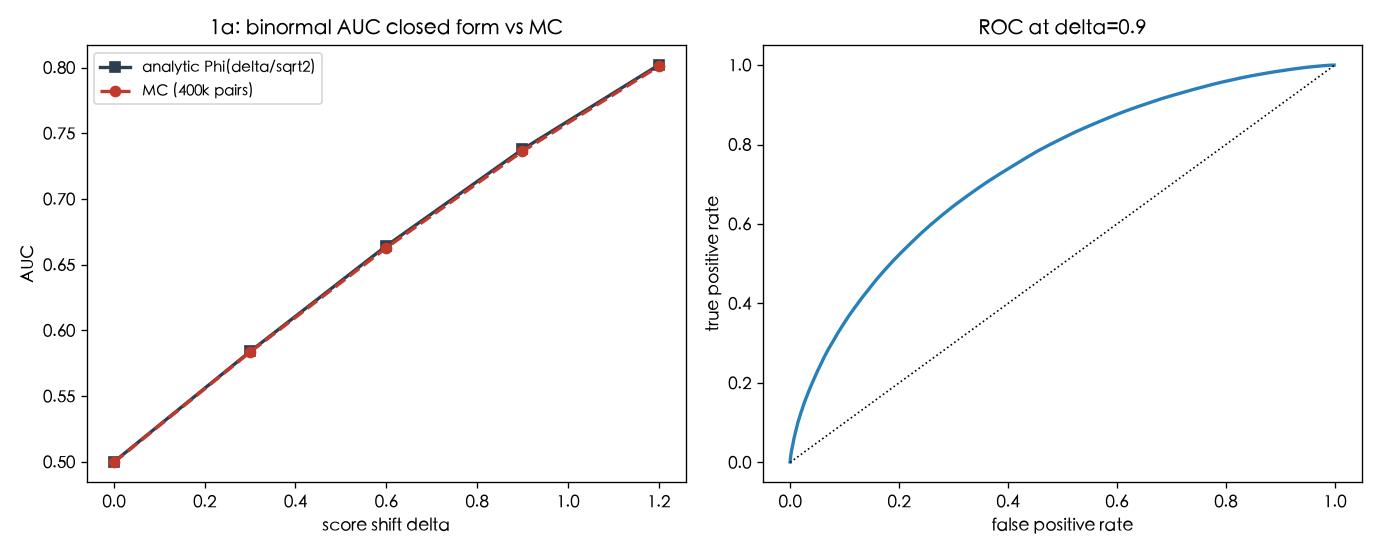 1a: binormal AUC closed form vs MC
analytic Phi(delta/sqrt2)
MC (400k pairs)
0.80
0.75
0.70
0.65
0.60
0.55
0.50
AUC
0.0 0.2 0.4 0.6 0.8 1.0 1.2
score shift delta
ROC at delta=0.9
1.0
0.8
0.6
0.4
0.2
0.0
true positive rate
0.0 0.2 0.4 0.6 0.8 1.0
false positive rate